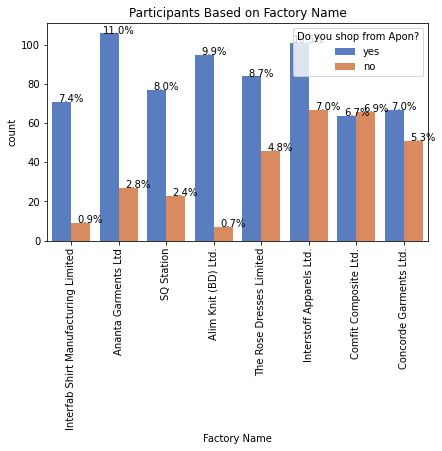 Participants Based on Factory Name
Do you shop from Apon?
yes
no
count
100
80
60
40
20
0
7.4%
0.9%
11.0%
2.8%
8.0%
2.4%
9.9%
0.7%
8.7%
4.8%
7.0%
6.7%
6.9%
7.0%
5.3%
Interfab Shirt Manufacturing Limited
Ananta Garments Ltd
SQ Station
Alim Knit (BD) Ltd.
The Rose Dresses Limited
Interstoff Apparels Ltd.
Comfit Composite Ltd.
Concorde Garments Ltd.
Factory Name